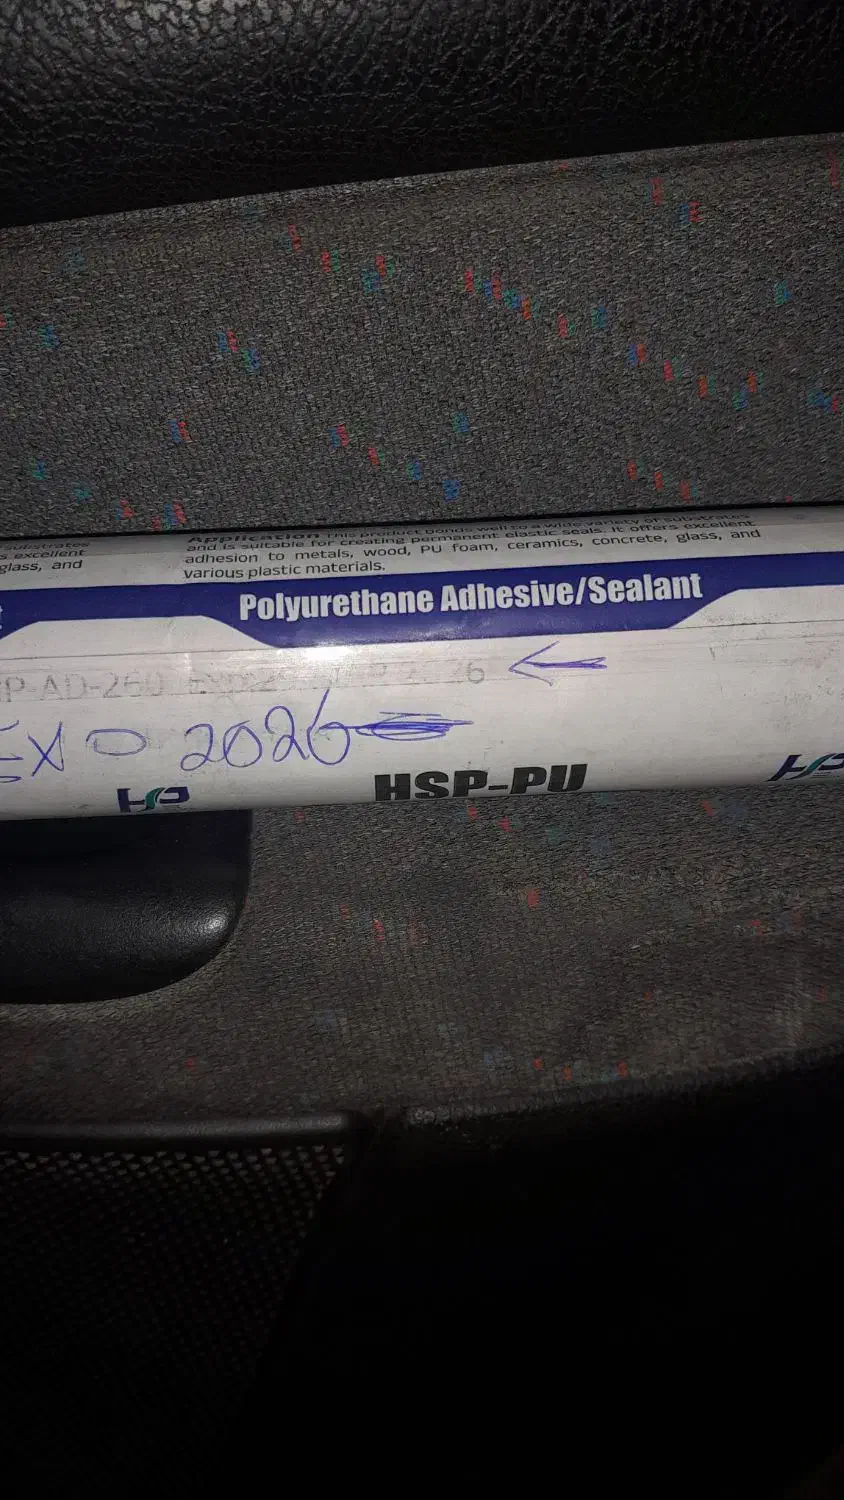 substrates
excellent
glass, and
Application This product bonds well to a wide variety of substrates
and is suitable for creating permanent elastic seals. It offers excellent
adhesion to metals, wood, PU foam, ceramics, concrete, glass, and
various plastic materials.
Polyurethane Adhesive/Sealant
P-AD-260 Exp:2
2026
HSP-PU